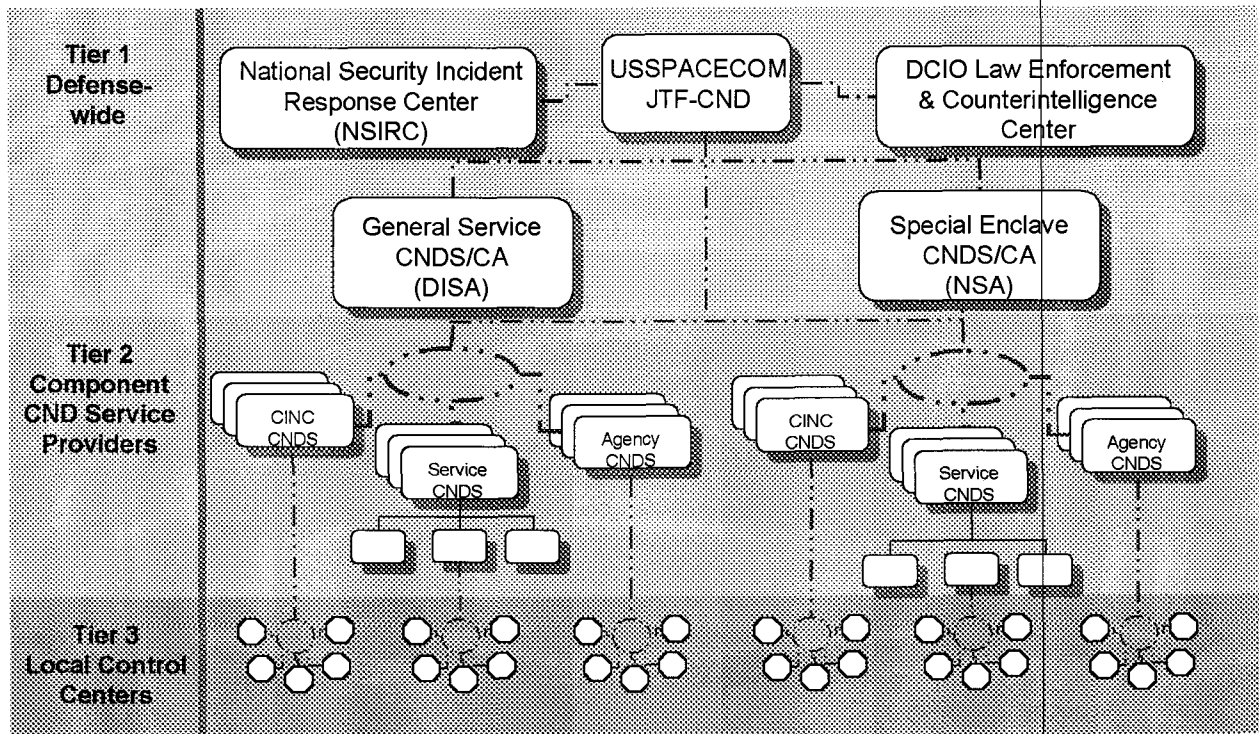 Tier 1
Defense-
wide
National Security Incident
Response Center
(NSIRC)
USSPACECOM
JTF-CND
DCIO Law Enforcement
& Counterintelligence
Center
General Service
CNDS/CA
(DISA)
Special Enclave
CNDS/CA
(NSA)
Tier 2
Component
CND Service
Providers
CINC
CNDS
Service
CNDS
Agency
CNDS
CINC
CNDS
Service
CNDS
Agency
CNDS
Tier 3
Local Control
Centers